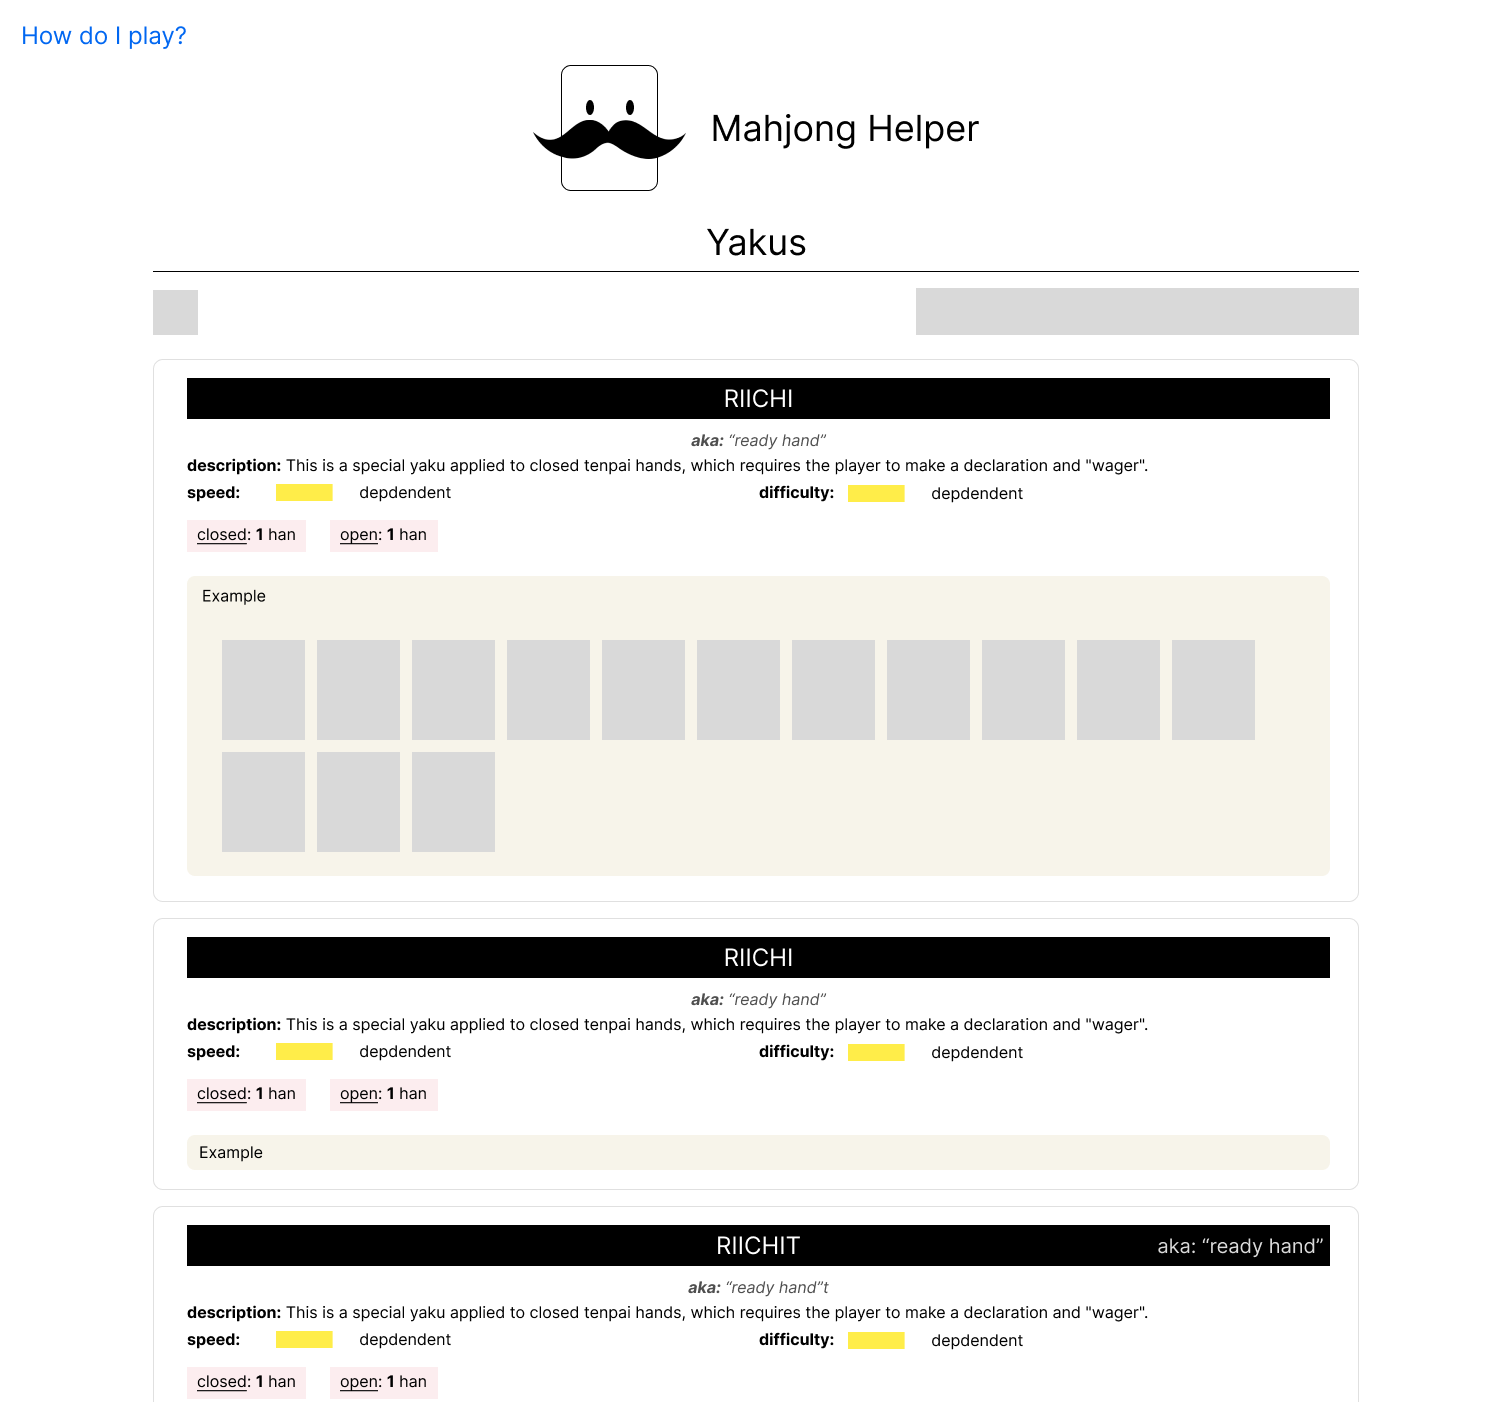 How do I play?
Mahjong Helper
Yakus
RIICHI
aka: “ready hand”
description: This is a special yaku applied to closed tenpai hands, which requires the player to make a declaration and "wager".
speed: depdendent difficulty: depdendent
closed: 1 han open: 1 han
Example
RIICHI
aka: “ready hand”
description: This is a special yaku applied to closed tenpai hands, which requires the player to make a declaration and "wager".
speed: depdendent difficulty: depdendent
closed: 1 han open: 1 han
Example
RIICHIT aka: “ready hand”
aka: “ready hand”t
description: This is a special yaku applied to closed tenpai hands, which requires the player to make a declaration and "wager".
speed: depdendent difficulty: depdendent
closed: 1 han open: 1 han